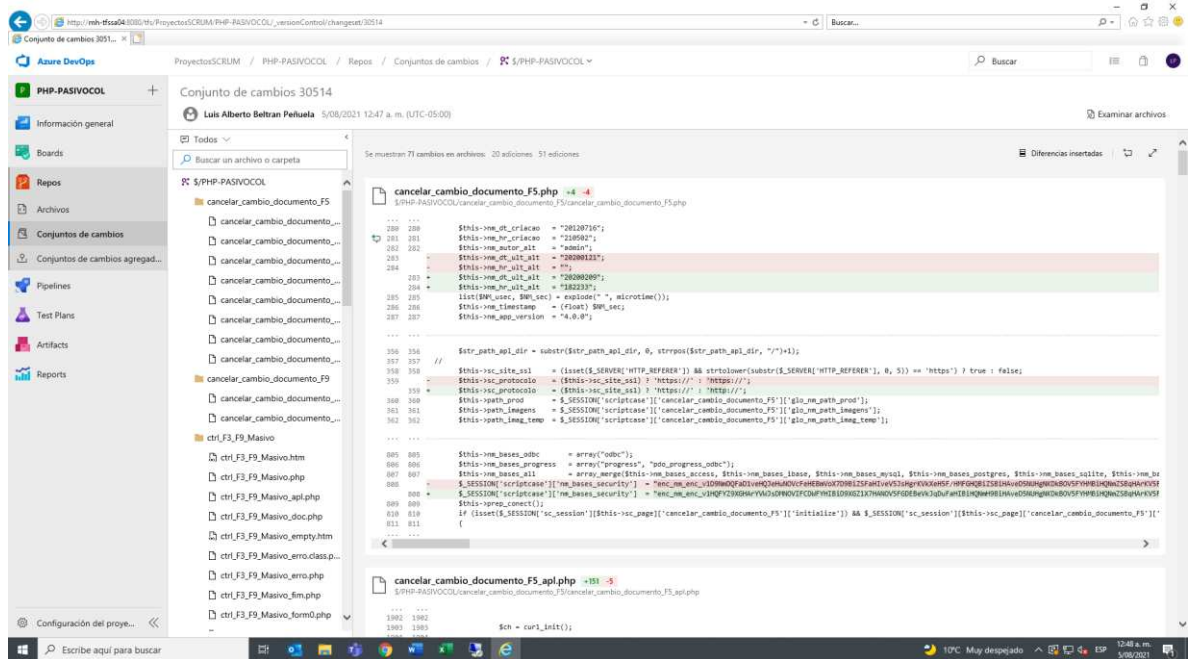 http://mh-tfssa04:8080/tfs/ProyectosSCRUM/PHP-PASIVOCOL/_versionControl/changeset/30514
Buscar...
Conjunto de cambios 3051...
Azure DevOps
ProyectosSCRUM / PHP-PASIVOCOL / Repos / Conjuntos de cambios / $/PHP-PASIVOCOL
Buscar
LP
P PHP-PASIVOCOL +
Información general
Boards
Repos
Archivos
Conjuntos de cambios
Conjuntos de cambios agregad...
Pipelines
Test Plans
Artifacts
Reports
Configuración del proye...
Conjunto de cambios 30514
Luis Alberto Beltran Peñuela 5/08/2021 12:47 a. m. (UTC-05:00)
Examinar archivos
Todos
Buscar un archivo o carpeta
$/PHP-PASIVOCOL
cancelar_cambio_documento_F5
cancelar_cambio_documento_...
cancelar_cambio_documento_...
cancelar_cambio_documento_...
cancelar_cambio_documento_...
cancelar_cambio_documento_...
cancelar_cambio_documento_...
cancelar_cambio_documento_...
cancelar_cambio_documento_...
cancelar_cambio_documento_F9
cancelar_cambio_documento_...
cancelar_cambio_documento_...
ctrl_F3_F9_Masivo
ctrl_F3_F9_Masivo.htm
ctrl_F3_F9_Masivo.php
ctrl_F3_F9_Masivo_apl.php
ctrl_F3_F9_Masivo_doc.php
ctrl_F3_F9_Masivo_empty.htm
ctrl_F3_F9_Masivo_erro.class.p...
ctrl_F3_F9_Masivo_erro.php
ctrl_F3_F9_Masivo_fim.php
ctrl_F3_F9_Masivo_form0.php
Se muestran 71 cambios en archivos: 20 adiciones 51 ediciones
Diferencias insertadas
cancelar_cambio_documento_F5.php +4 -4
$/PHP-PASIVOCOL/cancelar_cambio_documento_F5/cancelar_cambio_documento_F5.php
... ...
280 280 $this->nm_dt_criacao = "20120716";
281 281 $this->nm_hr_criacao = "210502";
282 282 $this->nm_autor_alt = "admin";
283 - $this->nm_dt_ult_alt = "20200121";
284 - $this->nm_hr_ult_alt = "";
283 + $this->nm_dt_ult_alt = "20200209";
284 + $this->nm_hr_ult_alt = "182233";
285 285 list($NM_usec, $NM_sec) = explode(" ", microtime());
286 286 $this->nm_timestamp = (float) $NM_sec;
287 287 $this->nm_app_version = "4.0.0";
... ...
356 356 $str_path_apl_dir = substr($str_path_apl_dir, 0, strrpos($str_path_apl_dir, "/")+1);
357 357 //
358 358 $this->sc_site_ssl = (isset($_SERVER['HTTP_REFERER']) && strtolower(substr($_SERVER['HTTP_REFERER'], 0, 5)) == 'https') ? true : false;
359 - $this->sc_protocolo = ($this->sc_site_ssl) ? 'https://' : 'https://';
359 + $this->sc_protocolo = ($this->sc_site_ssl) ? 'https://' : 'http://';
360 360 $this->path_prod = $_SESSION['scriptcase']['cancelar_cambio_documento_F5']['glo_nm_path_prod'];
361 361 $this->path_imagens = $_SESSION['scriptcase']['cancelar_cambio_documento_F5']['glo_nm_path_imagens'];
362 362 $this->path_imag_temp = $_SESSION['scriptcase']['cancelar_cambio_documento_F5']['glo_nm_path_imag_temp'];
... ...
805 805 $this->nm_bases_odbc = array("odbc");
806 806 $this->nm_bases_progress = array("progress", "pdo_progress_odbc");
807 807 $this->nm_bases_all = array_merge($this->nm_bases_access, $this->nm_bases_ibase, $this->nm_bases_mysql, $this->nm_bases_postgres, $this->nm_bases_sqlite, $this->nm_ba
808 - $_SESSION['scriptcase']['nm_bases_security'] =
808 + $_SESSION['scriptcase']['nm_bases_security'] =
809 809 $this->prep_conect();
810 810 if (isset($_SESSION['sc_session'][$this->sc_page]['cancelar_cambio_documento_F5']['initialize']) && $_SESSION['sc_session'][$this->sc_page]['cancelar_cambio_documento_F5']['
811 811 {
... ...
cancelar_cambio_documento_F5_apl.php +151 -5
$/PHP-PASIVOCOL/cancelar_cambio_documento_F5/cancelar_cambio_documento_F5_apl.php
... ...
1902 1902
1903 1903 $ch = curl_init();
Escribe aquí para buscar
10°C Muy despejado
ESP
12:48 a. m.
5/08/2021